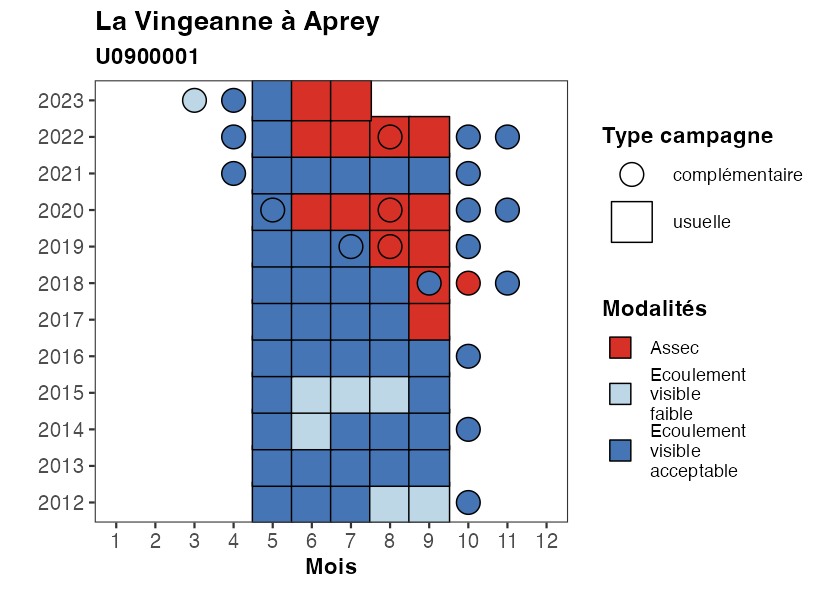 La Vingeanne à Aprey
U0900001
2023
2022
2021
2020
2019
2018
2017
2016
2015
2014
2013
2012
1 2 3 4 5 6 7 8 9 10 11 12
Mois
Type campagne
complémentaire
usuelle
Modalités
Assec
Ecoulement
visible
faible
Ecoulement
visible
acceptable